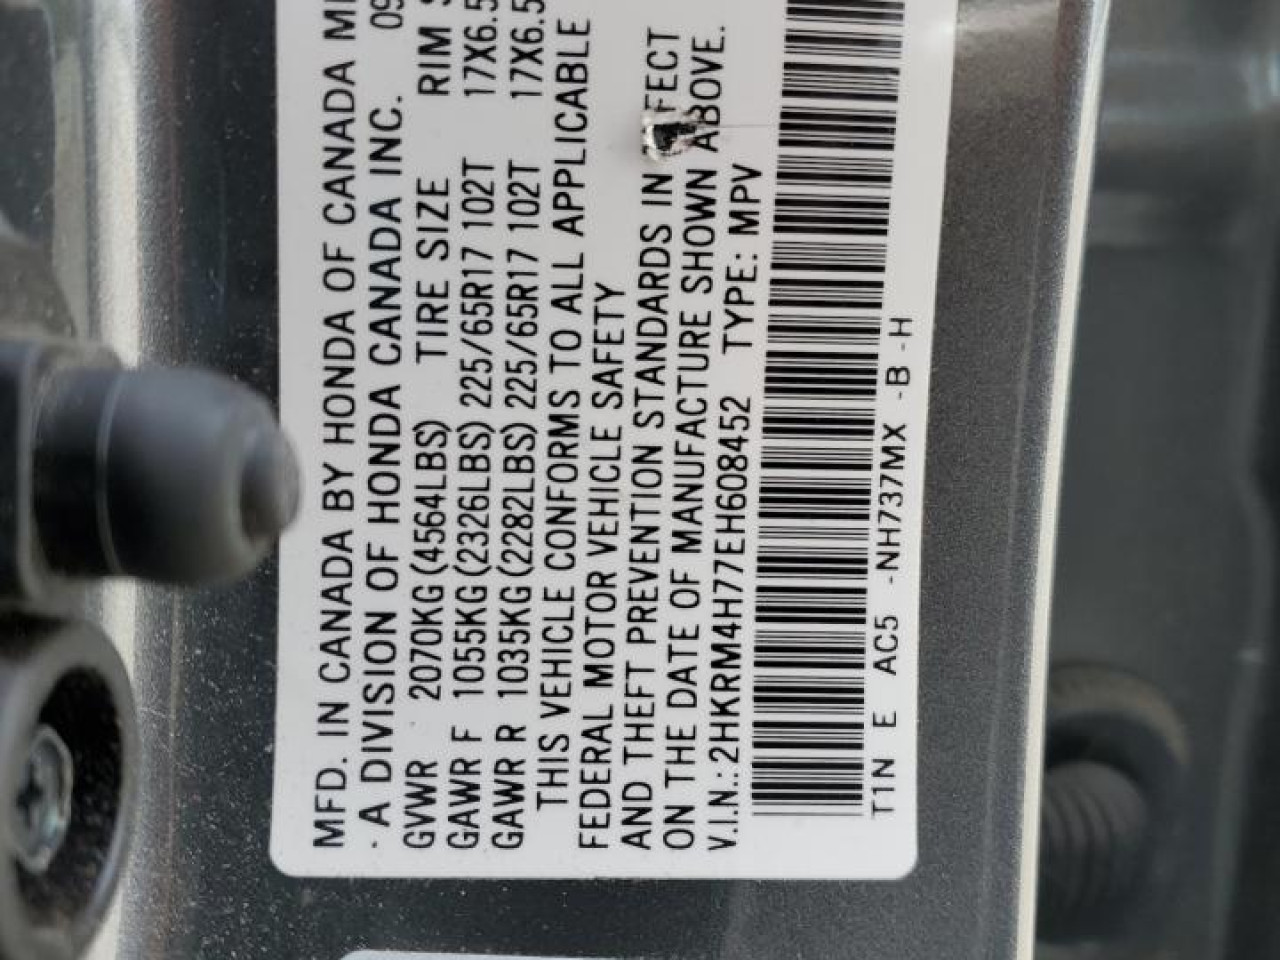 MFD. IN CANADA BY HONDA OF CANADA
· A DIVISION OF HONDA CANADA INC. 09
GVWR 2070KG (4564LBS) TIRE SIZE RIM
GAWR F 1055KG (2326LBS) 225/65R17 102T 17X6.5
GAWR R 1035KG (2282LBS) 225/65R17 102T 17X6.5
THIS VEHICLE CONFORMS TO ALL APPLICABLE
FEDERAL MOTOR VEHICLE SAFETY
AND THEFT PREVENTION STANDARDS IN EFFECT
ON THE DATE OF MANUFACTURE SHOWN ABOVE.
V.I.N.: 2HKRM4H77EH608452 TYPE: MPV
T1N E AC5 -NH737MX -B -H